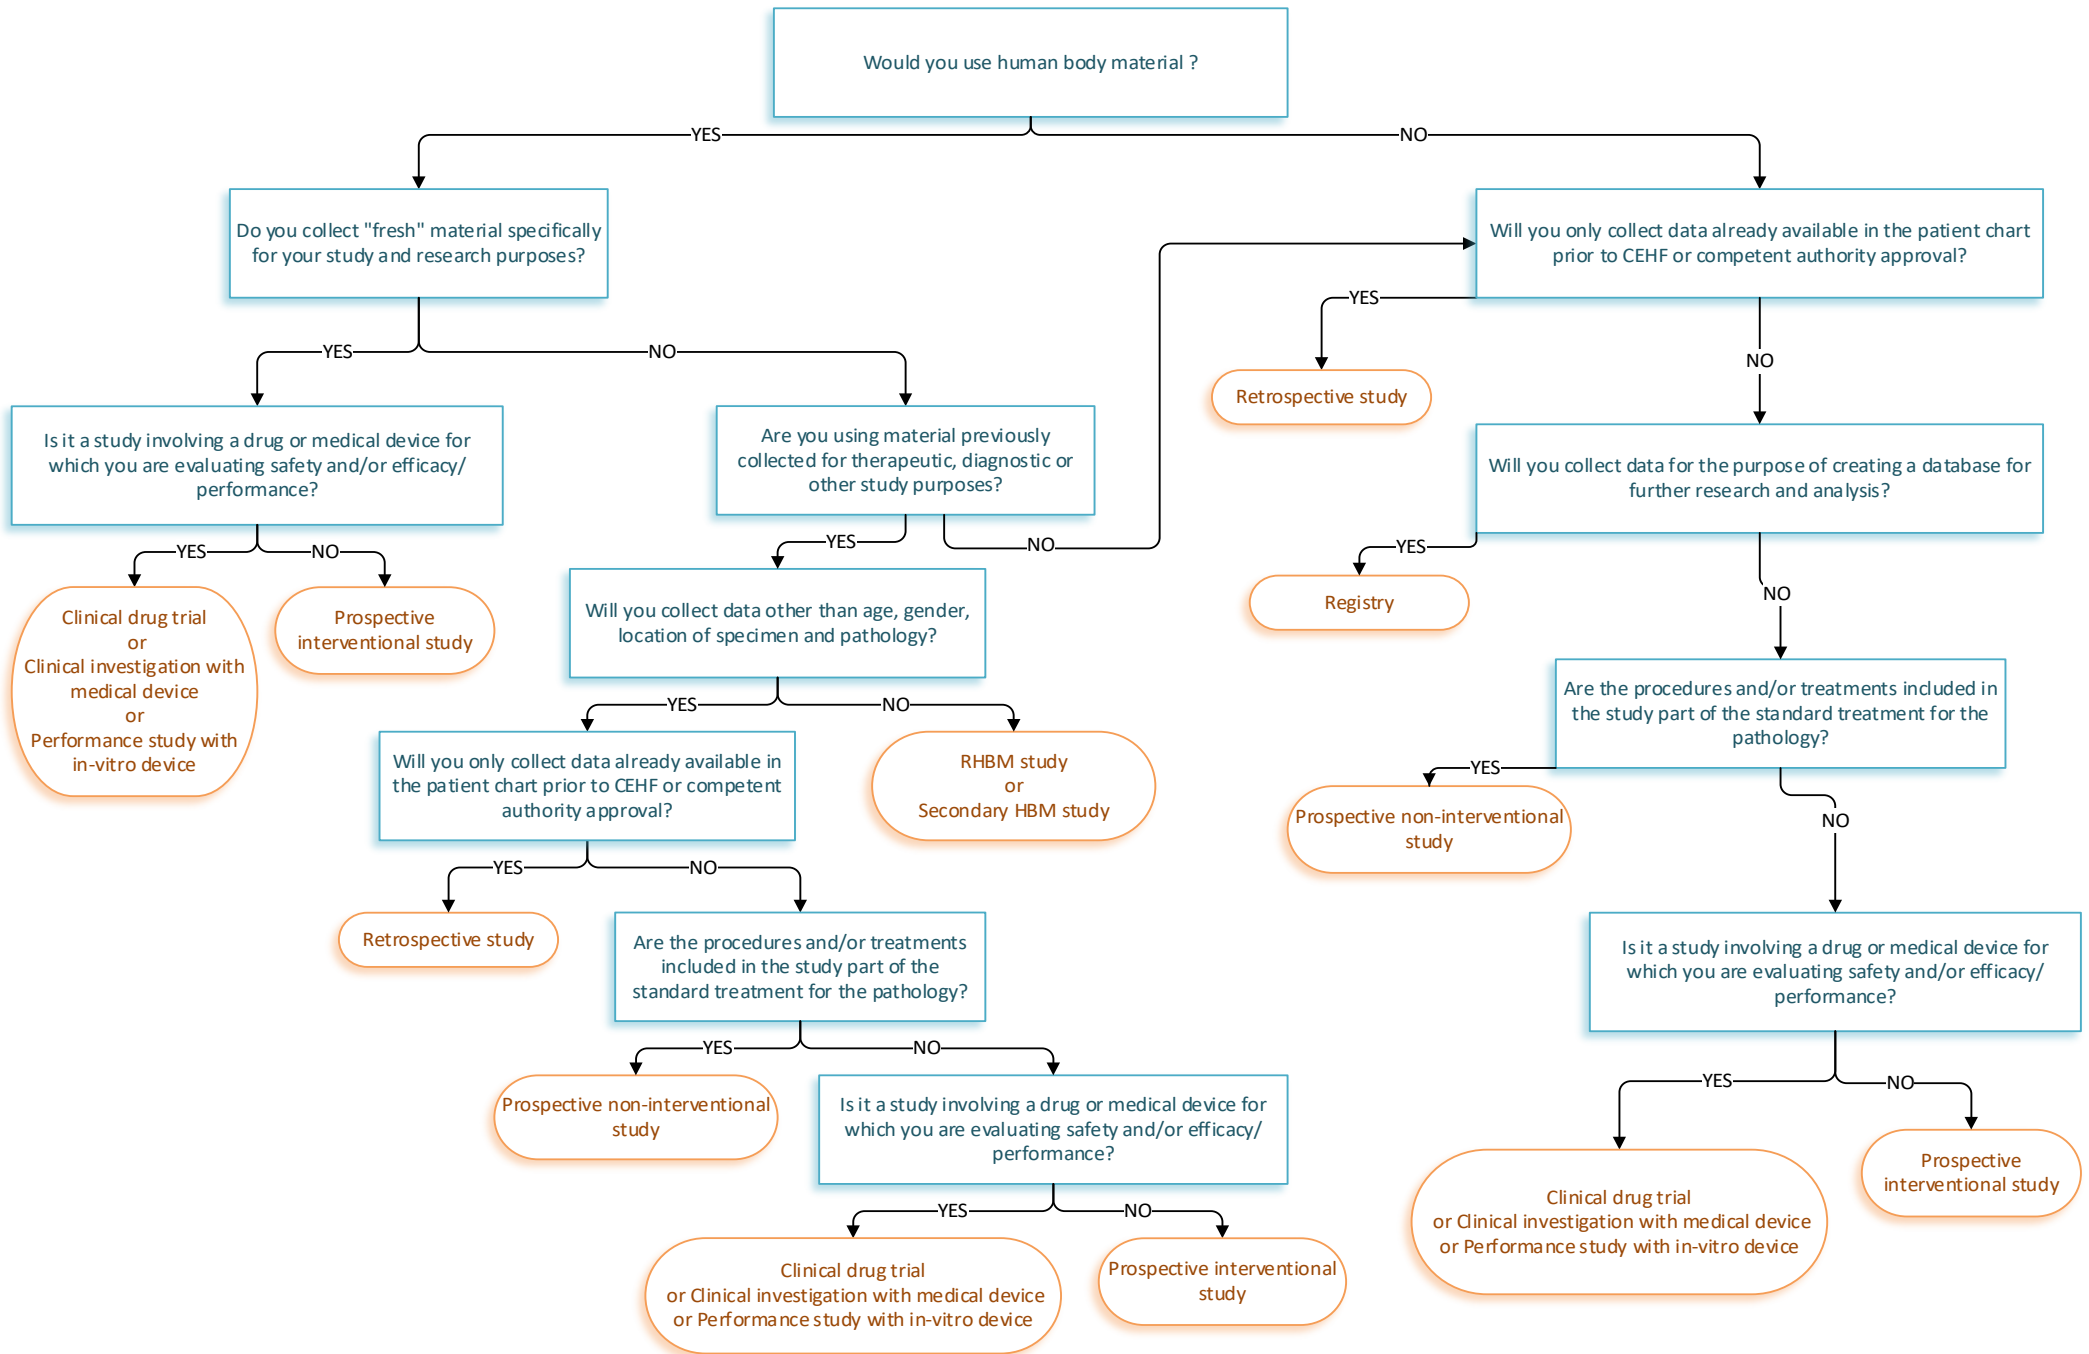 Would you use human body material ?
YES
NO
Do you collect "fresh" material specifically
for your study and research purposes?
Will you only collect data already available in the patient chart
prior to CEHF or competent authority approval?
YES
NO
YES
NO
Retrospective study
Is it a study involving a drug or medical device for
which you are evaluating safety and/or efficacy/
performance?
Are you using material previously
collected for therapeutic, diagnostic or
other study purposes?
Will you collect data for the purpose of creating a database for
further research and analysis?
YES
NO
YES
NO
YES
NO
Clinical drug trial
or
Clinical investigation with
medical device
or
Performance study with
in-vitro device
Prospective
interventional study
Will you collect data other than age, gender,
location of specimen and pathology?
Registry
YES
NO
Are the procedures and/or treatments included in
the study part of the standard treatment for the
pathology?
Will you only collect data already available in
the patient chart prior to CEHF or competent
authority approval?
RHBM study
or
Secondary HBM study
YES
NO
Prospective non-interventional
study
YES
NO
Retrospective study
Are the procedures and/or treatments
included in the study part of the
standard treatment for the pathology?
Is it a study involving a drug or medical device for
which you are evaluating safety and/or efficacy/
performance?
YES
NO
YES
NO
Prospective non-interventional
study
Is it a study involving a drug or medical device for
which you are evaluating safety and/or efficacy/
performance?
Clinical drug trial
or Clinical investigation with medical device
or Performance study with in-vitro device
Prospective
interventional study
YES
NO
Clinical drug trial
or Clinical investigation with medical device
or Performance study with in-vitro device
Prospective interventional
study